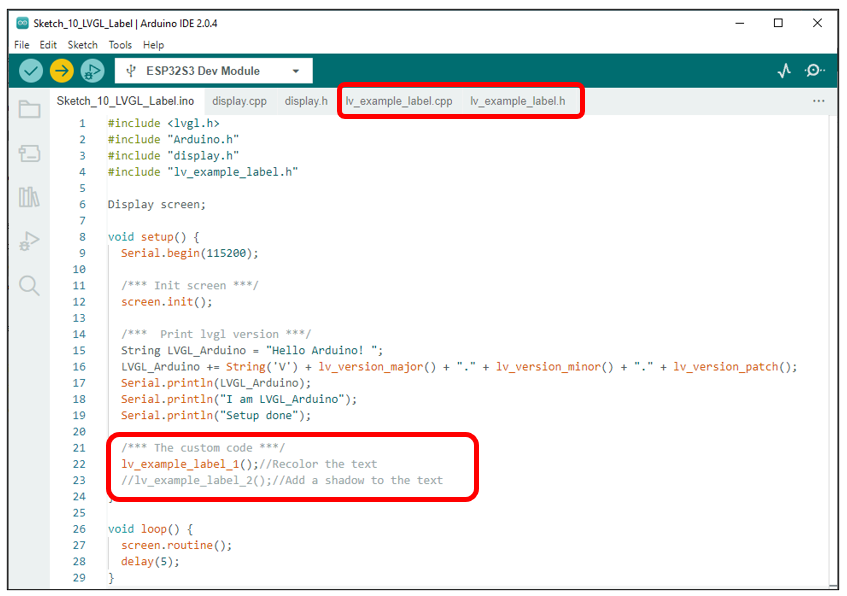 Sketch_10_LVGL_Label | Arduino IDE 2.0.4
File Edit Sketch Tools Help
ESP32S3 Dev Module
Sketch_10_LVGL_Label.ino display.cpp display.h lv_example_label.cpp lv_example_label.h ...
1 #include <lvgl.h>
2 #include "Arduino.h"
3 #include "display.h"
4 #include "lv_example_label.h"
5
6 Display screen;
7
8 void setup() {
9 Serial.begin(115200);
10
11 /*** Init screen ***/
12 screen.init();
13
14 /***  Print lvgl version ***/
15 String LVGL_Arduino = "Hello Arduino! ";
16 LVGL_Arduino += String('V') + lv_version_major() + "." + lv_version_minor() + "." + lv_version_patch();
17 Serial.println(LVGL_Arduino);
18 Serial.println("I am LVGL_Arduino");
19 Serial.println("Setup done");
20
21 /*** The custom code ***/
22 lv_example_label_1();//Recolor the text
23 //lv_example_label_2();//Add a shadow to the text
24 }
25
26 void loop() {
27 screen.routine();
28 delay(5);
29 }